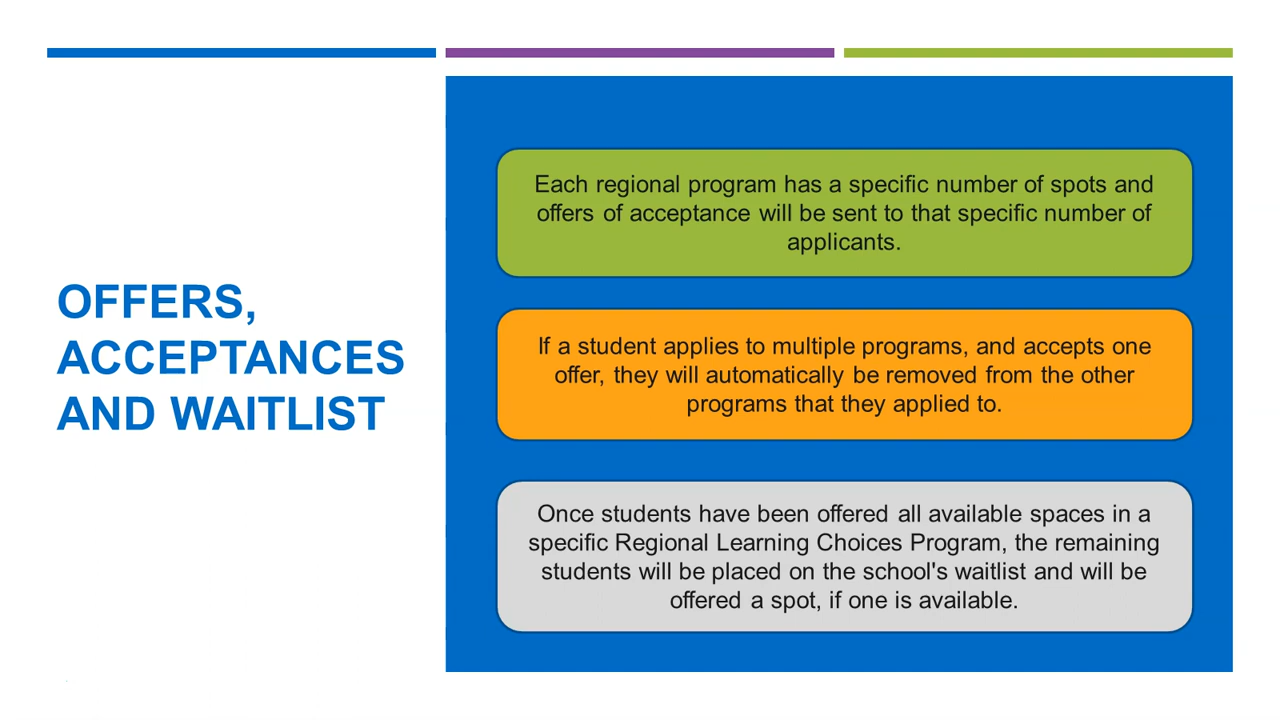 OFFERS,
ACCEPTANCES
AND WAITLIST
Each regional program has a specific number of spots and
offers of acceptance will be sent to that specific number of
applicants.
If a student applies to multiple programs, and accepts one
offer, they will automatically be removed from the other
programs that they applied to.
Once students have been offered all available spaces in a
specific Regional Learning Choices Program, the remaining
students will be placed on the school's waitlist and will be
offered a spot, if one is available.